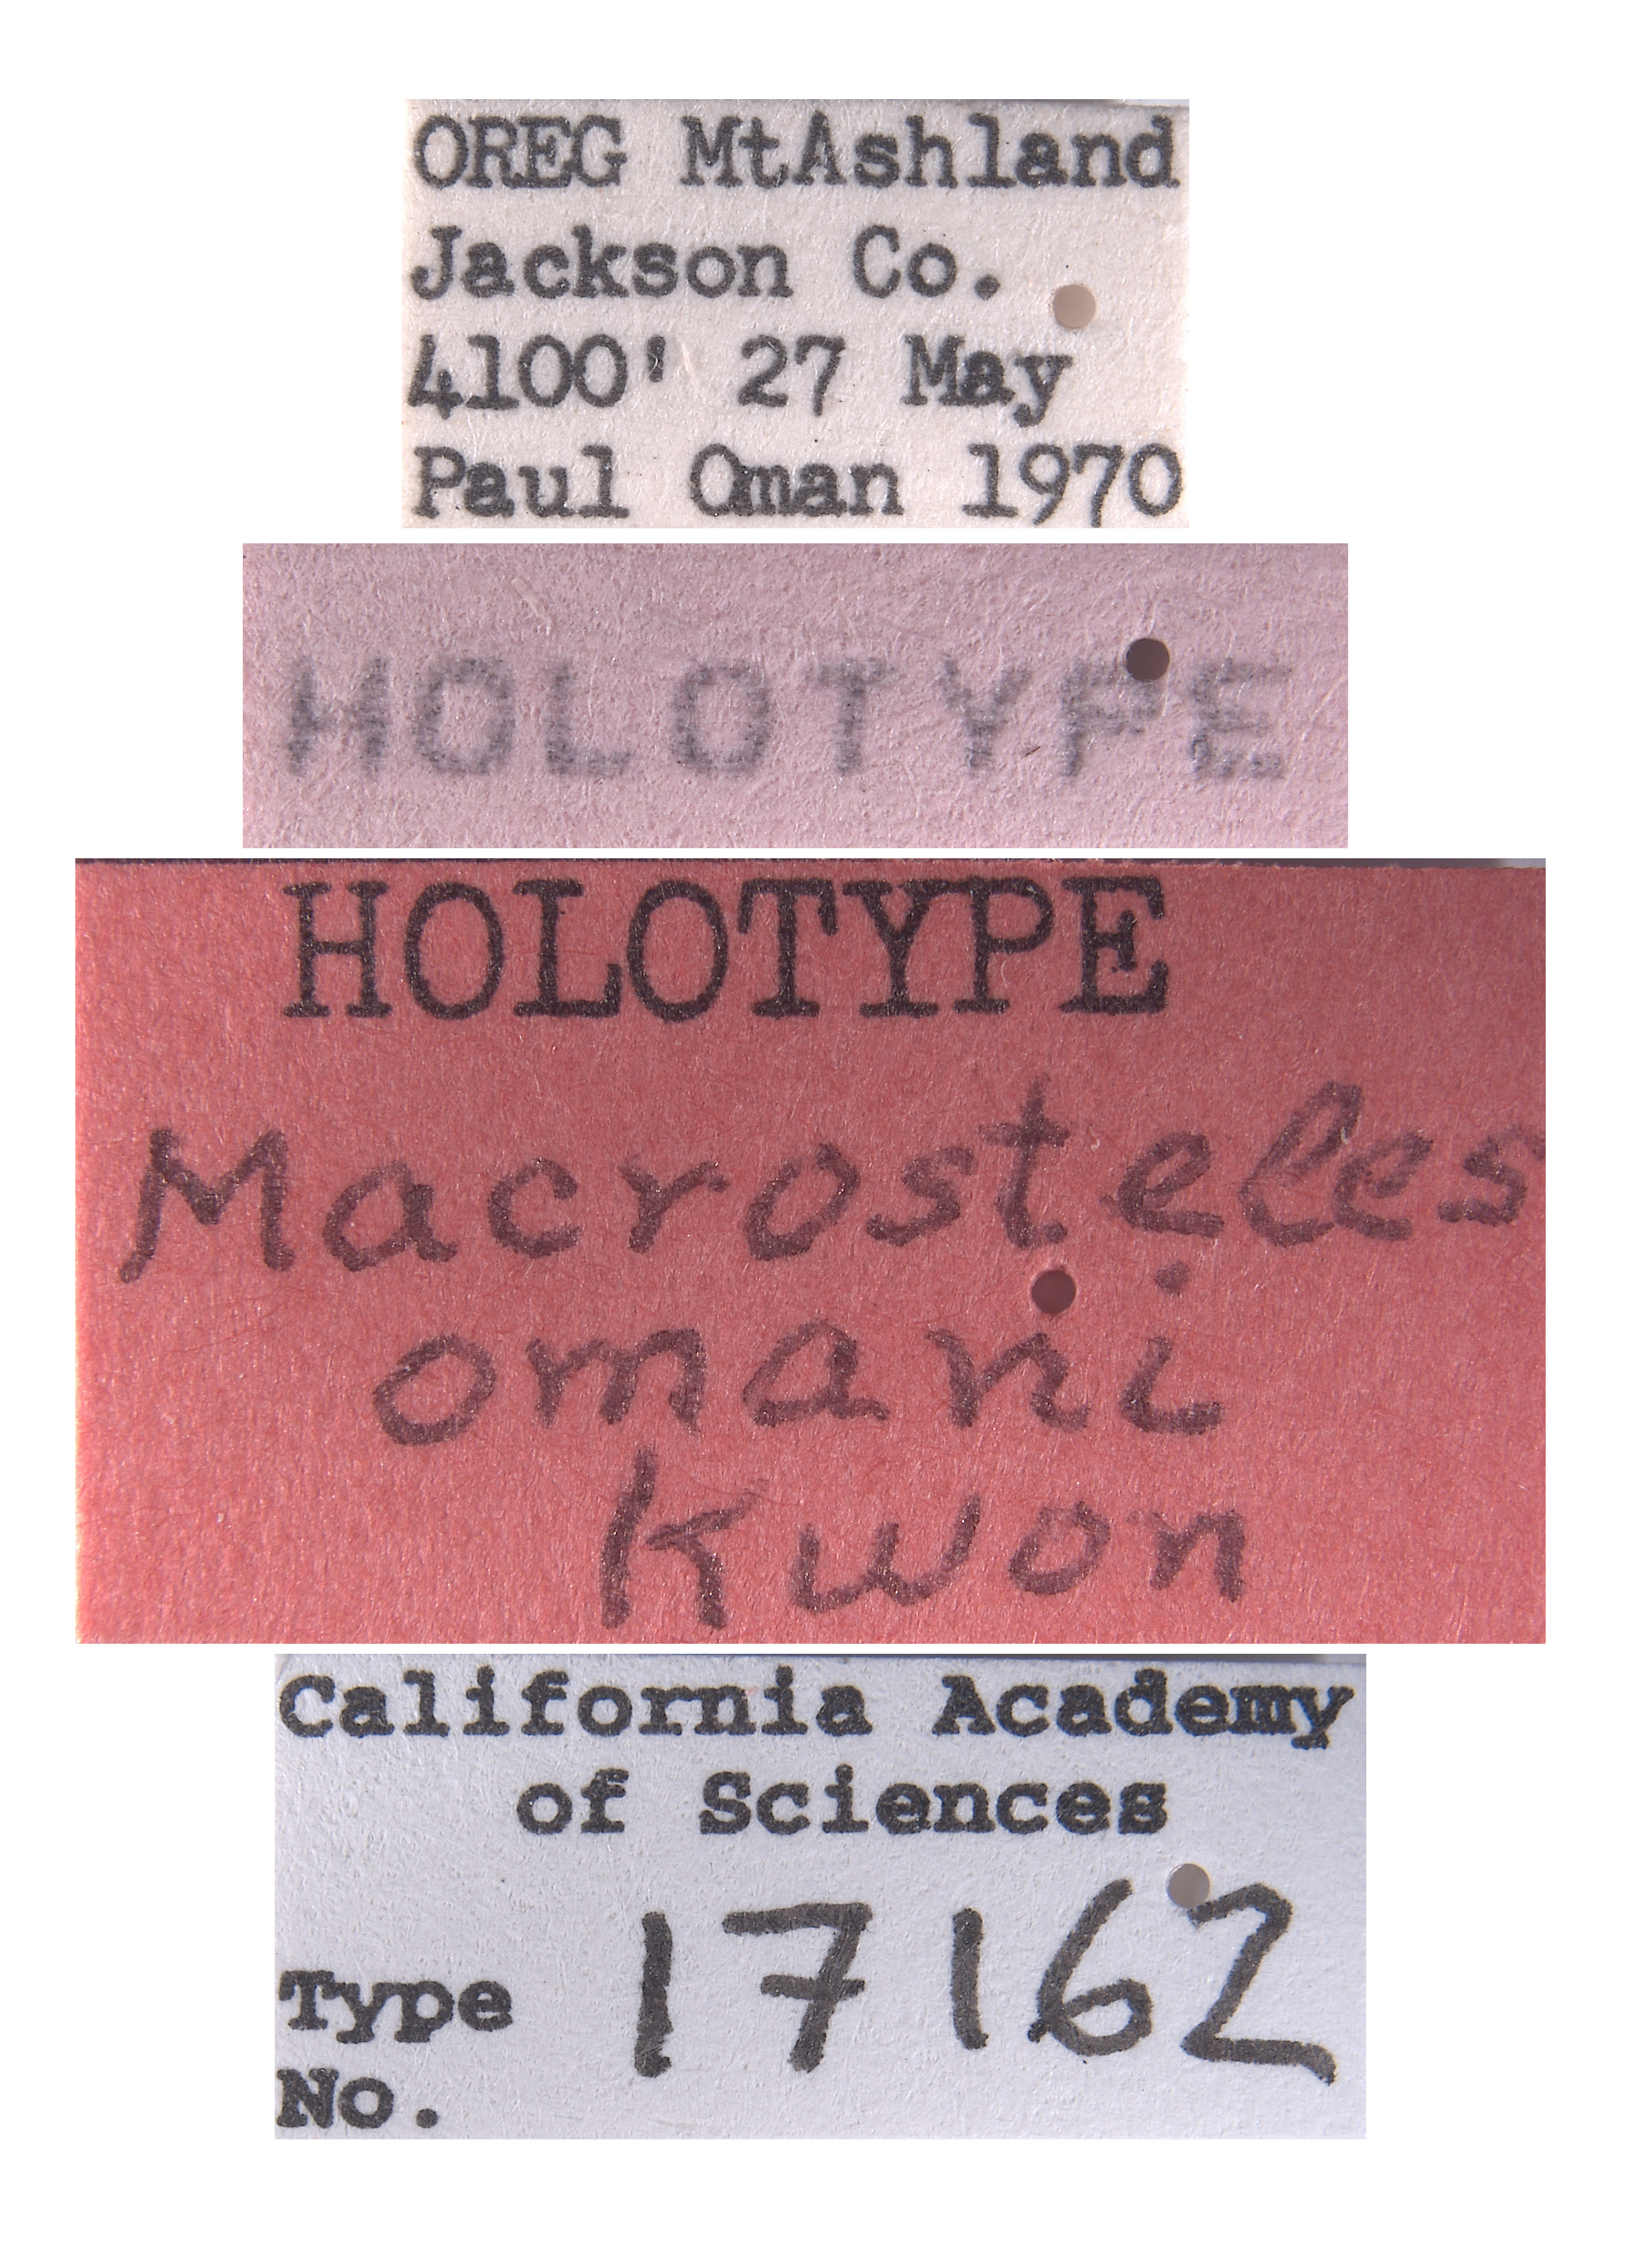 OREG MtAshland
Jackson Co.
4100' 27 May
Paul Oman 1970
HOLOTYPE
HOLOTYPE
Macrosteles
omani
Kwon
California Academy
of Sciences
Type 17162
No.